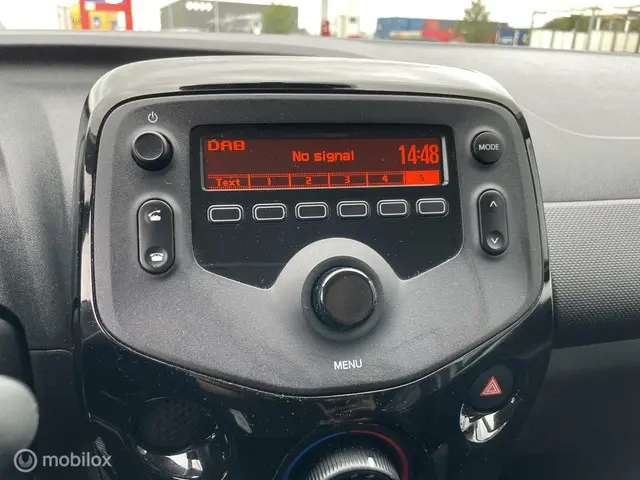 DAB
No signal
14:48
Text 1 2 3 4 5
MODE
MENU
mobilox